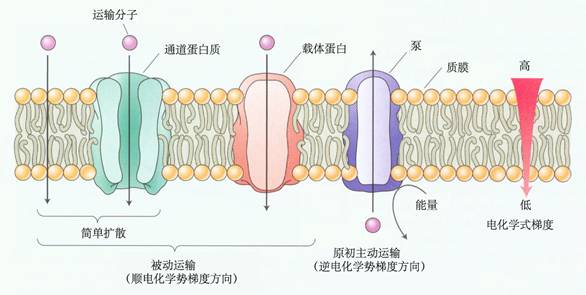 运输分子
通道蛋白质
载体蛋白
泵
质膜
高
低
电化学式梯度
能量
简单扩散
被动运输
(顺电化学势梯度方向)
原初主动运输
(逆电化学势梯度方向)